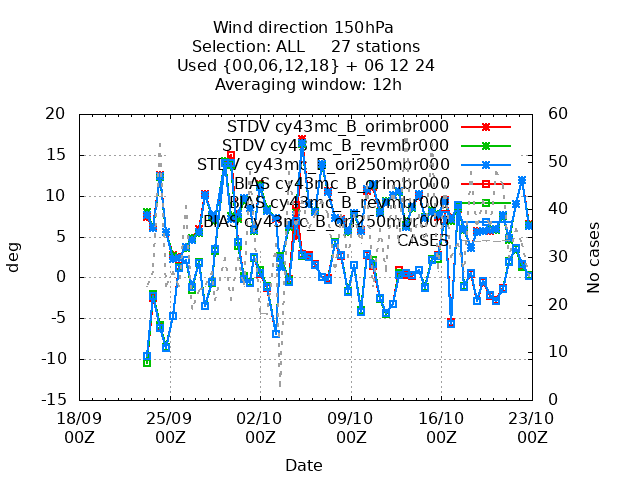 Wind direction 150hPa
Selection: ALL 27 stations
Used {00,06,12,18} + 06 12 24
Averaging window: 12h
20
15
10
5
0
-5
-10
-15
deg
60
50
40
30
20
10
0
No cases
STDV cy43mc_B_orimbr000
STDV cy43mc_B_revmbr000
STDV cy43mc_B_ori250mbr000
BIAS cy43mc_B_orimbr000
BIAS cy43mc_B_revmbr000
BIAS cy43mc_B_ori250mbr000
CASES
18/09 25/09 02/10 09/10 16/10 23/10
00Z 00Z 00Z 00Z 00Z 00Z
Date